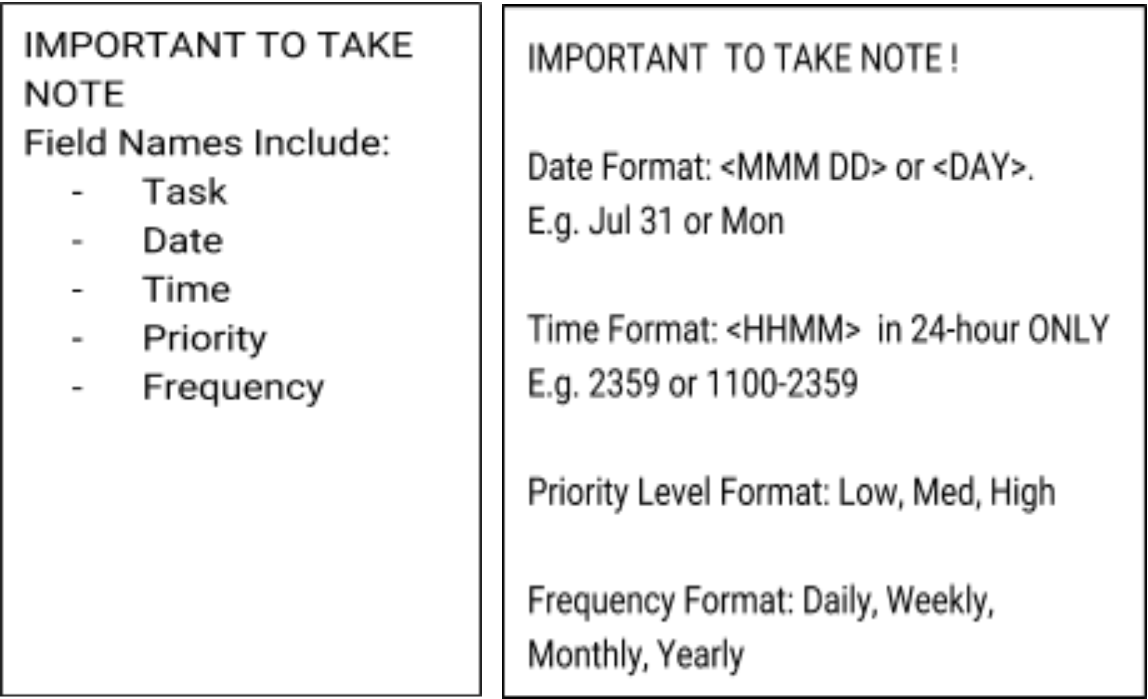 IMPORTANT TO TAKE
NOTE
Field Names Include:
- Task
- Date
- Time
- Priority
- Frequency
IMPORTANT TO TAKE NOTE !
Date Format: <MMM DD> or <DAY>.
E.g. Jul 31 or Mon
Time Format: <HHMM> in 24-hour ONLY
E.g. 2359 or 1100-2359
Priority Level Format: Low, Med, High
Frequency Format: Daily, Weekly,
Monthly, Yearly